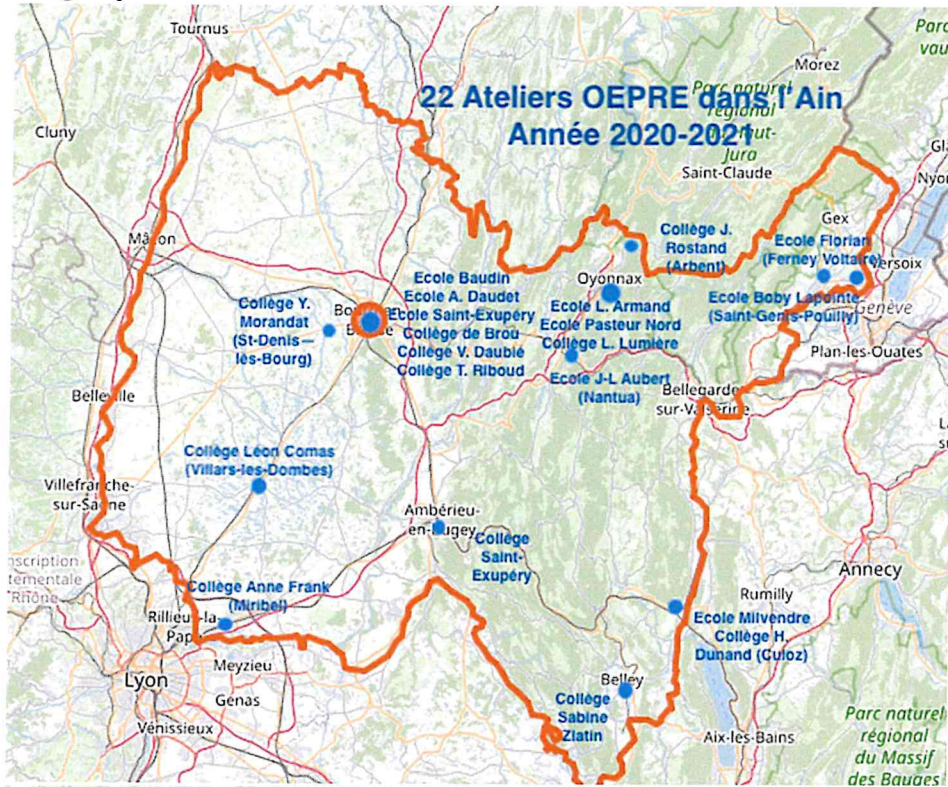 Tournus
Morez
Parc naturel
régional
Jura
22 Ateliers OEPRE dans l'Ain
Année 2020-2021
Cluny
Saint-Claude
Nyon
Gex
Mâcon
Collège J.
Rostand
(Arbent)
Ecole Florian
(Ferney Voltaire)
Versoix
Oyonnax
Ecole Baudin
Ecole A. Daudet
Ecole Saint-Exupéry
Collège de Brou
Collège V. Daubié
Collège T. Riboud
Collège Y.
Morandat
(St-Denis—
lès-Bourg)
Ecole L. Armand
Ecole Pasteur Nord
Collège L. Lumière
Ecole Boby Lapointe
(Saint-Genis-Pouilly)
Genève
Plan-les-Ouates
Ecole J-L Aubert
(Nantua)
Bellegarde-
sur-Valserine
Belleville
Collège Léon Comas
(Villars-les-Dombes)
Villefranche-
sur-Saône
Ambérieu-
en-Bugey
Collège
Saint-
Exupéry
Annecy
Collège Anne Frank
(Miribel)
Rillieux-la-
Pape
Rumilly
Ecole Milvendre
Collège H.
Dunand (Culoz)
Meyzieu
Lyon
Genas
Belley
Collège
Sabine
Zlatin
Vénissieux
Aix-les-Bains
Parc naturel
régional
du Massif
des Bauges